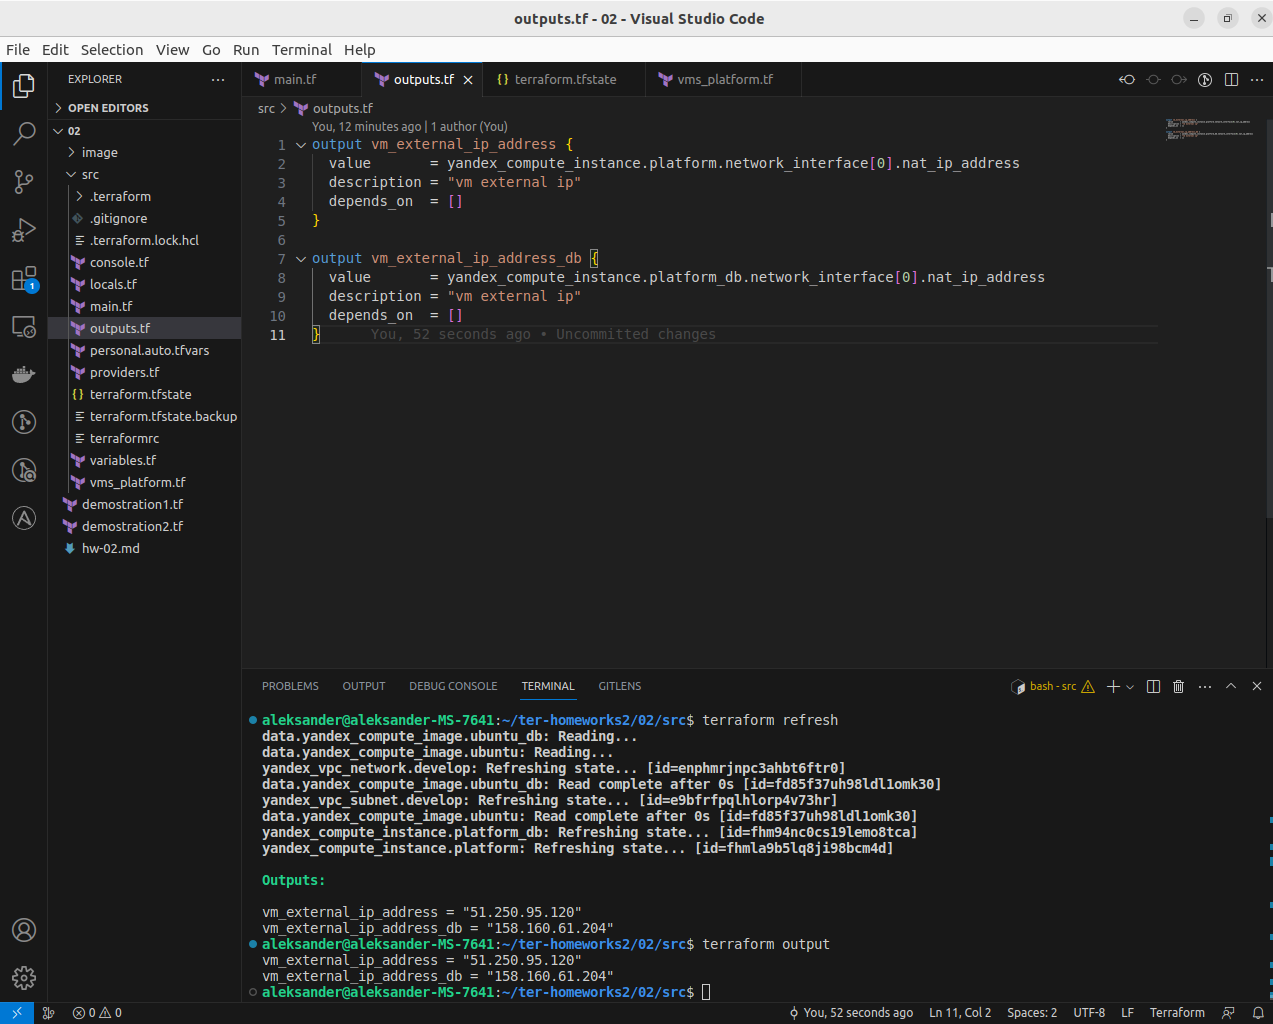 outputs.tf - 02 - Visual Studio Code
File Edit Selection View Go Run Terminal Help
EXPLORER
main.tf outputs.tf terraform.tfstate vms_platform.tf
OPEN EDITORS
02
image
src
.terraform
.gitignore
.terraform.lock.hcl
console.tf
locals.tf
main.tf
outputs.tf
personal.auto.tfvars
providers.tf
terraform.tfstate
terraform.tfstate.backup
terraformrc
variables.tf
vms_platform.tf
demostration1.tf
demostration2.tf
hw-02.md
1
src > outputs.tf
You, 12 minutes ago | 1 author (You)
1 output vm_external_ip_address {
2 value = yandex_compute_instance.platform.network_interface[0].nat_ip_address
3 description = "vm external ip"
4 depends_on = []
5 }
6
7 output vm_external_ip_address_db {
8 value = yandex_compute_instance.platform_db.network_interface[0].nat_ip_address
9 description = "vm external ip"
10 depends_on = []
11 } You, 52 seconds ago • Uncommitted changes
PROBLEMS OUTPUT DEBUG CONSOLE TERMINAL GITLENS
bash - src
aleksander@aleksander-MS-7641:~/ter-homeworks2/02/src$ terraform refresh
data.yandex_compute_image.ubuntu_db: Reading...
data.yandex_compute_image.ubuntu: Reading...
yandex_vpc_network.develop: Refreshing state... [id=enphmrjnpc3ahbt6ftr0]
data.yandex_compute_image.ubuntu_db: Read complete after 0s [id=fd85f37uh98ldl1omk30]
yandex_vpc_subnet.develop: Refreshing state... [id=e9bfrfpqlhlorp4v73hr]
data.yandex_compute_image.ubuntu: Read complete after 0s [id=fd85f37uh98ldl1omk30]
yandex_compute_instance.platform_db: Refreshing state... [id=fhm94nc0cs19lemo8tca]
yandex_compute_instance.platform: Refreshing state... [id=fhmla9b5lq8ji98bcm4d]
Outputs:
vm_external_ip_address = "51.250.95.120"
vm_external_ip_address_db = "158.160.61.204"
aleksander@aleksander-MS-7641:~/ter-homeworks2/02/src$ terraform output
vm_external_ip_address = "51.250.95.120"
vm_external_ip_address_db = "158.160.61.204"
aleksander@aleksander-MS-7641:~/ter-homeworks2/02/src$
0 0 You, 52 seconds ago Ln 11, Col 2 Spaces: 2 UTF-8 LF Terraform